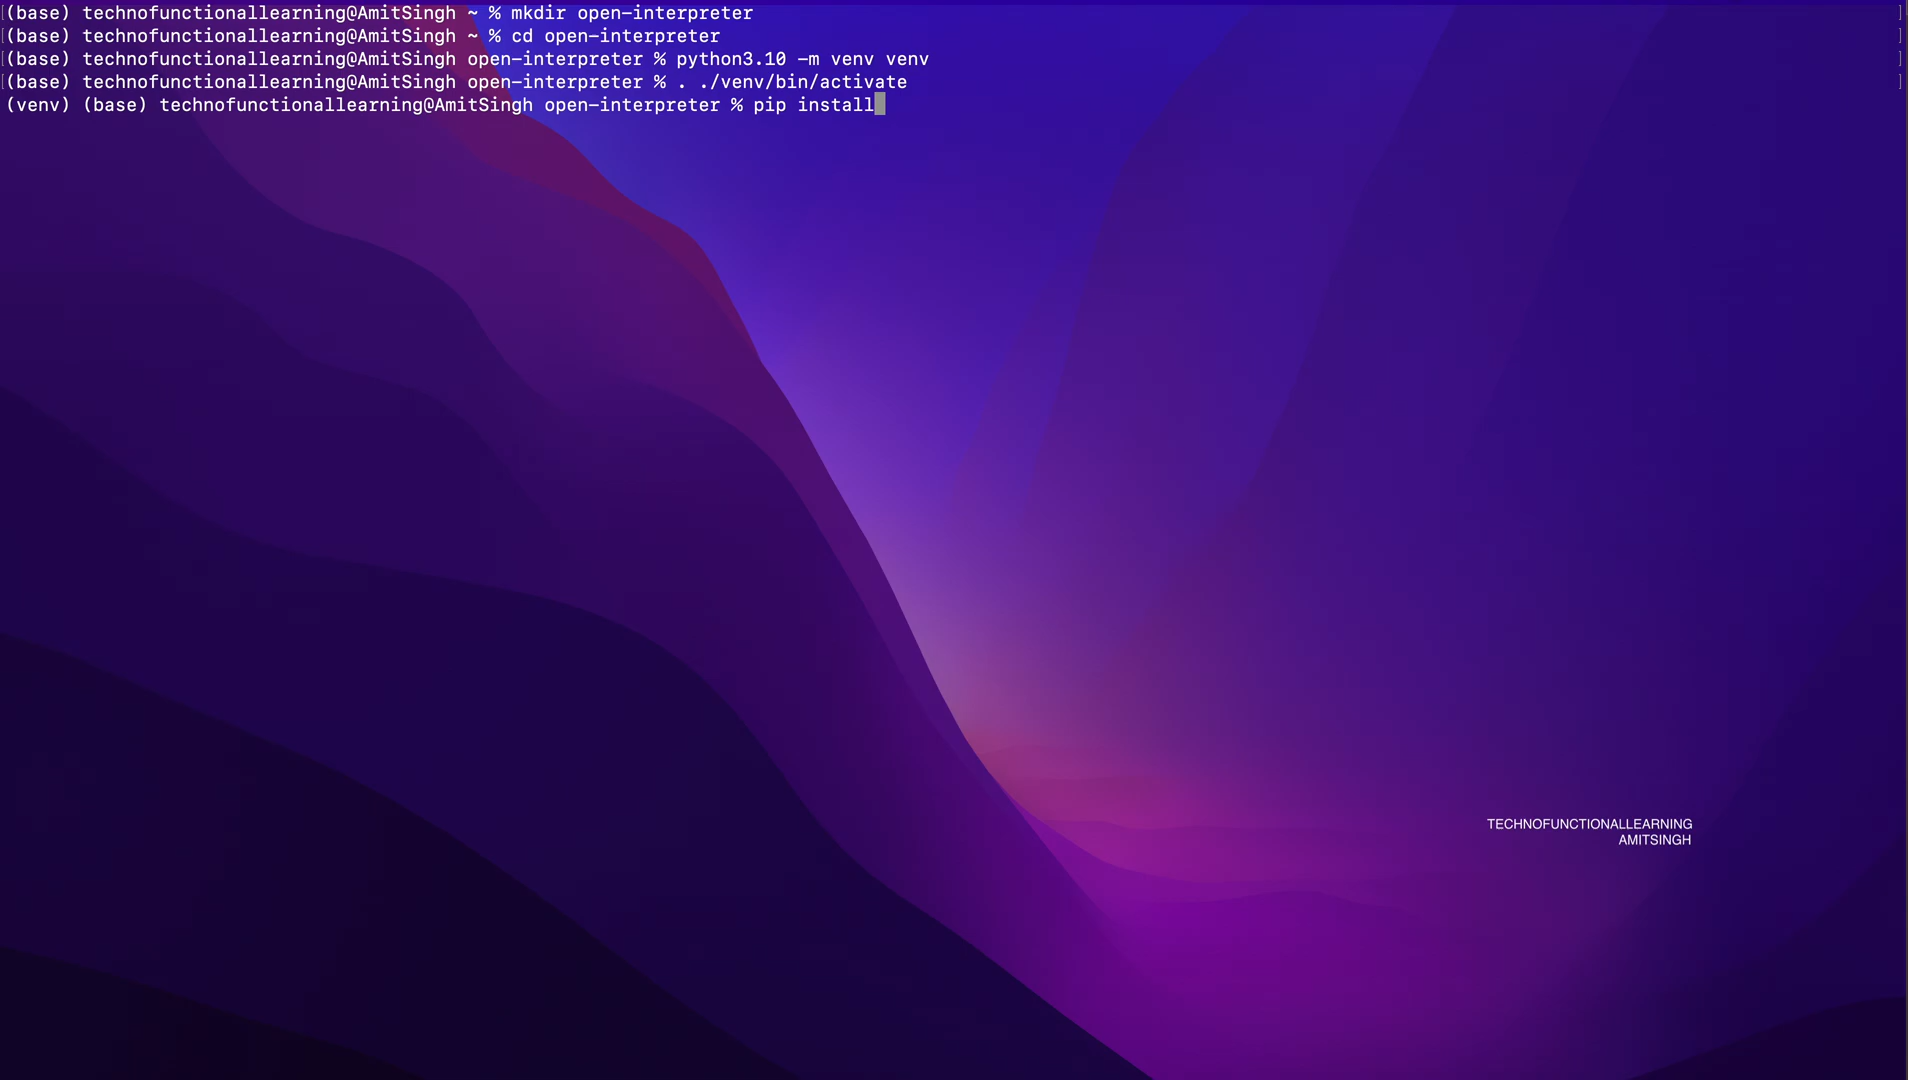 (base) technofunctionallearning@AmitSingh ~ % mkdir open-interpreter
(base) technofunctionallearning@AmitSingh ~ % cd open-interpreter
(base) technofunctionallearning@AmitSingh open-interpreter % python3.10 -m venv venv
(base) technofunctionallearning@AmitSingh open-interpreter % . ./venv/bin/activate
(venv) (base) technofunctionallearning@AmitSingh open-interpreter % pip install
TECHNOFUNCTIONALLEARNING
AMITSINGH